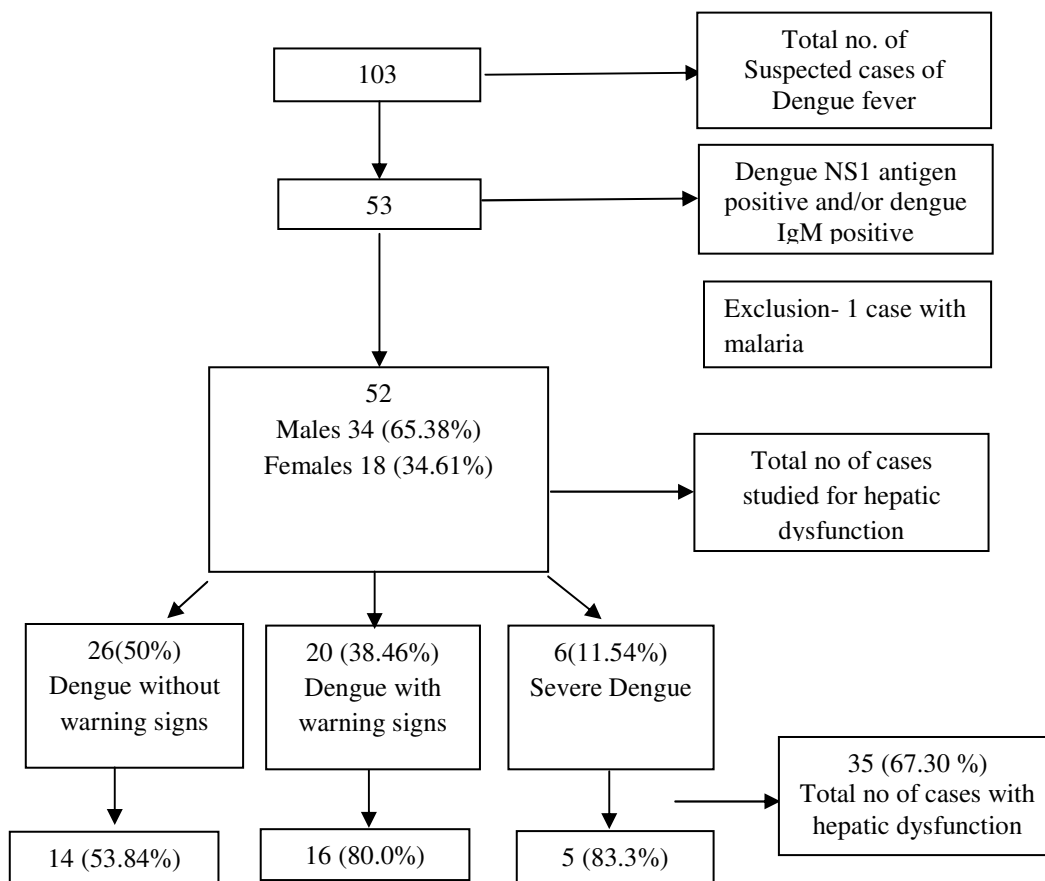 103
Total no. of
Suspected cases of
Dengue fever
53
Dengue NS1 antigen
positive and/or dengue
IgM positive
Exclusion- 1 case with
malaria
52
Males 34 (65.38%)
Females 18 (34.61%)
Total no of cases
studied for hepatic
dysfunction
26(50%)
Dengue without
warning signs
20 (38.46%)
Dengue with
warning signs
6(11.54%)
Severe Dengue
35 (67.30 %)
Total no of cases with
hepatic dysfunction
14 (53.84%)
16 (80.0%)
5 (83.3%)